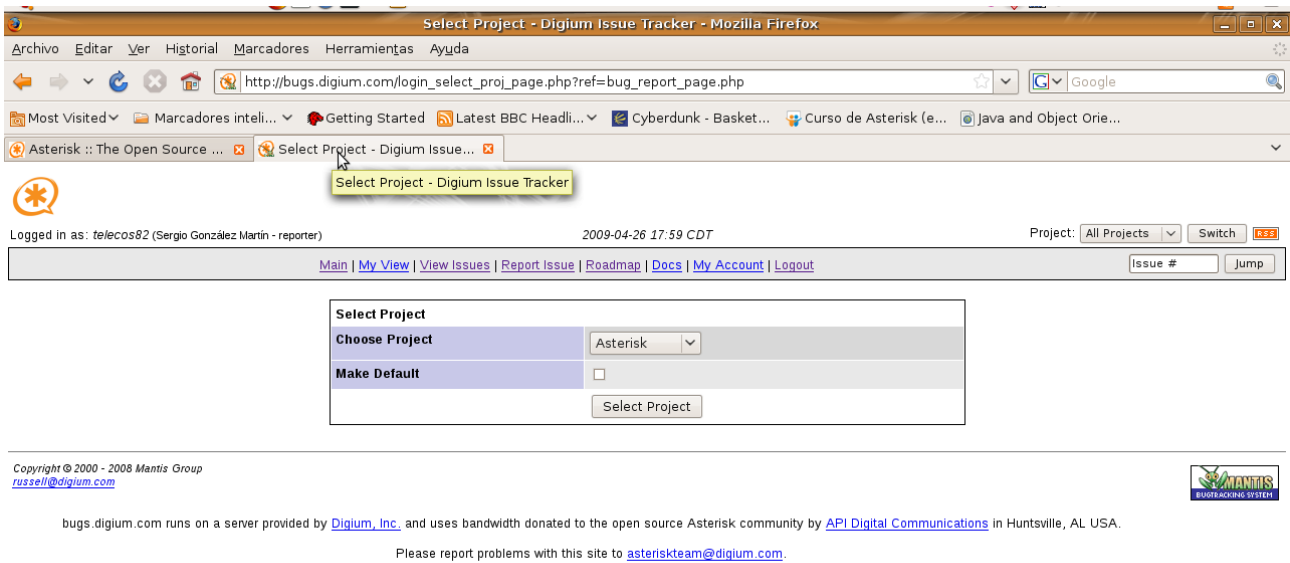 Select Project - Digium Issue Tracker - Mozilla Firefox
Archivo Editar Ver Historial Marcadores Herramientas Ayuda
http://bugs.digium.com/login_select_proj_page.php?ref=bug_report_page.php
G Google
Most Visited Marcadores inteli... Getting Started Latest BBC Headli... Cyberdunk - Basket... Curso de Asterisk (e... Java and Object Orie...
Asterisk :: The Open Source ... Select Project - Digium Issue...
Select Project - Digium Issue Tracker
Logged in as: telecos82 (Sergio González Martín - reporter) 2009-04-26 17:59 CDT Project: All Projects Switch RSS
Main | My View | View Issues | Report Issue | Roadmap | Docs | My Account | Logout Issue # Jump
Select Project
Choose Project Asterisk
Make Default
Select Project
Copyright © 2000 - 2008 Mantis Group
russell@digium.com
MANTIS
BUGTRACKING SYSTEM
bugs.digium.com runs on a server provided by Digium, Inc. and uses bandwidth donated to the open source Asterisk community by API Digital Communications in Huntsville, AL USA.
Please report problems with this site to asteriskteam@digium.com.